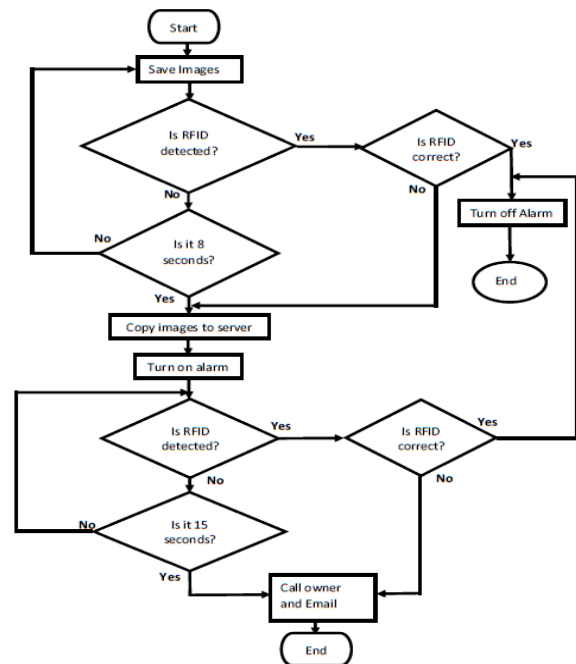 Start
Save Images
Is RFID
detected?
Yes
Is RFID
correct?
Yes
No
No
Turn off Alarm
No
Is it 8
seconds?
End
Yes
Copy images to server
Turn on alarm
Is RFID
detected?
Yes
Is RFID
correct?
Yes
No
No
No
Is it 15
seconds?
Yes
Call owner
and Email
End